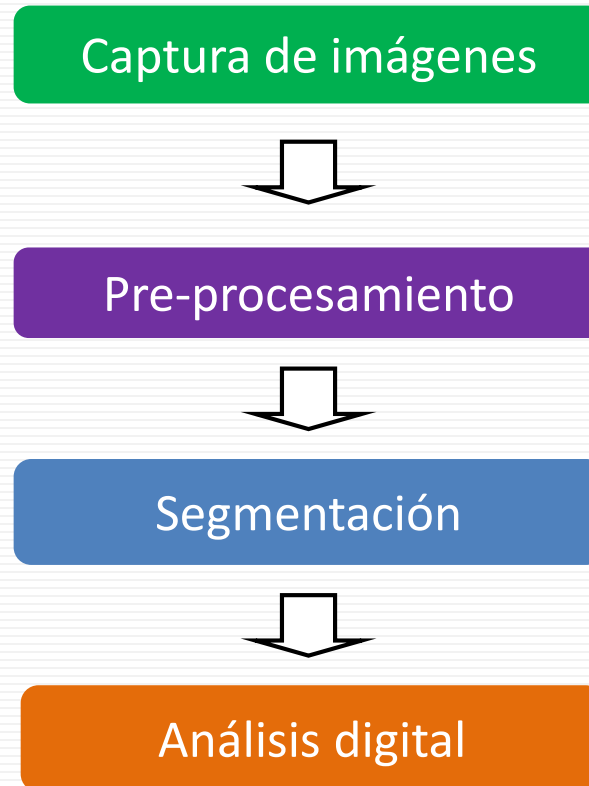 Captura de imágenes
Pre-procesamiento
Segmentación
Análisis digital